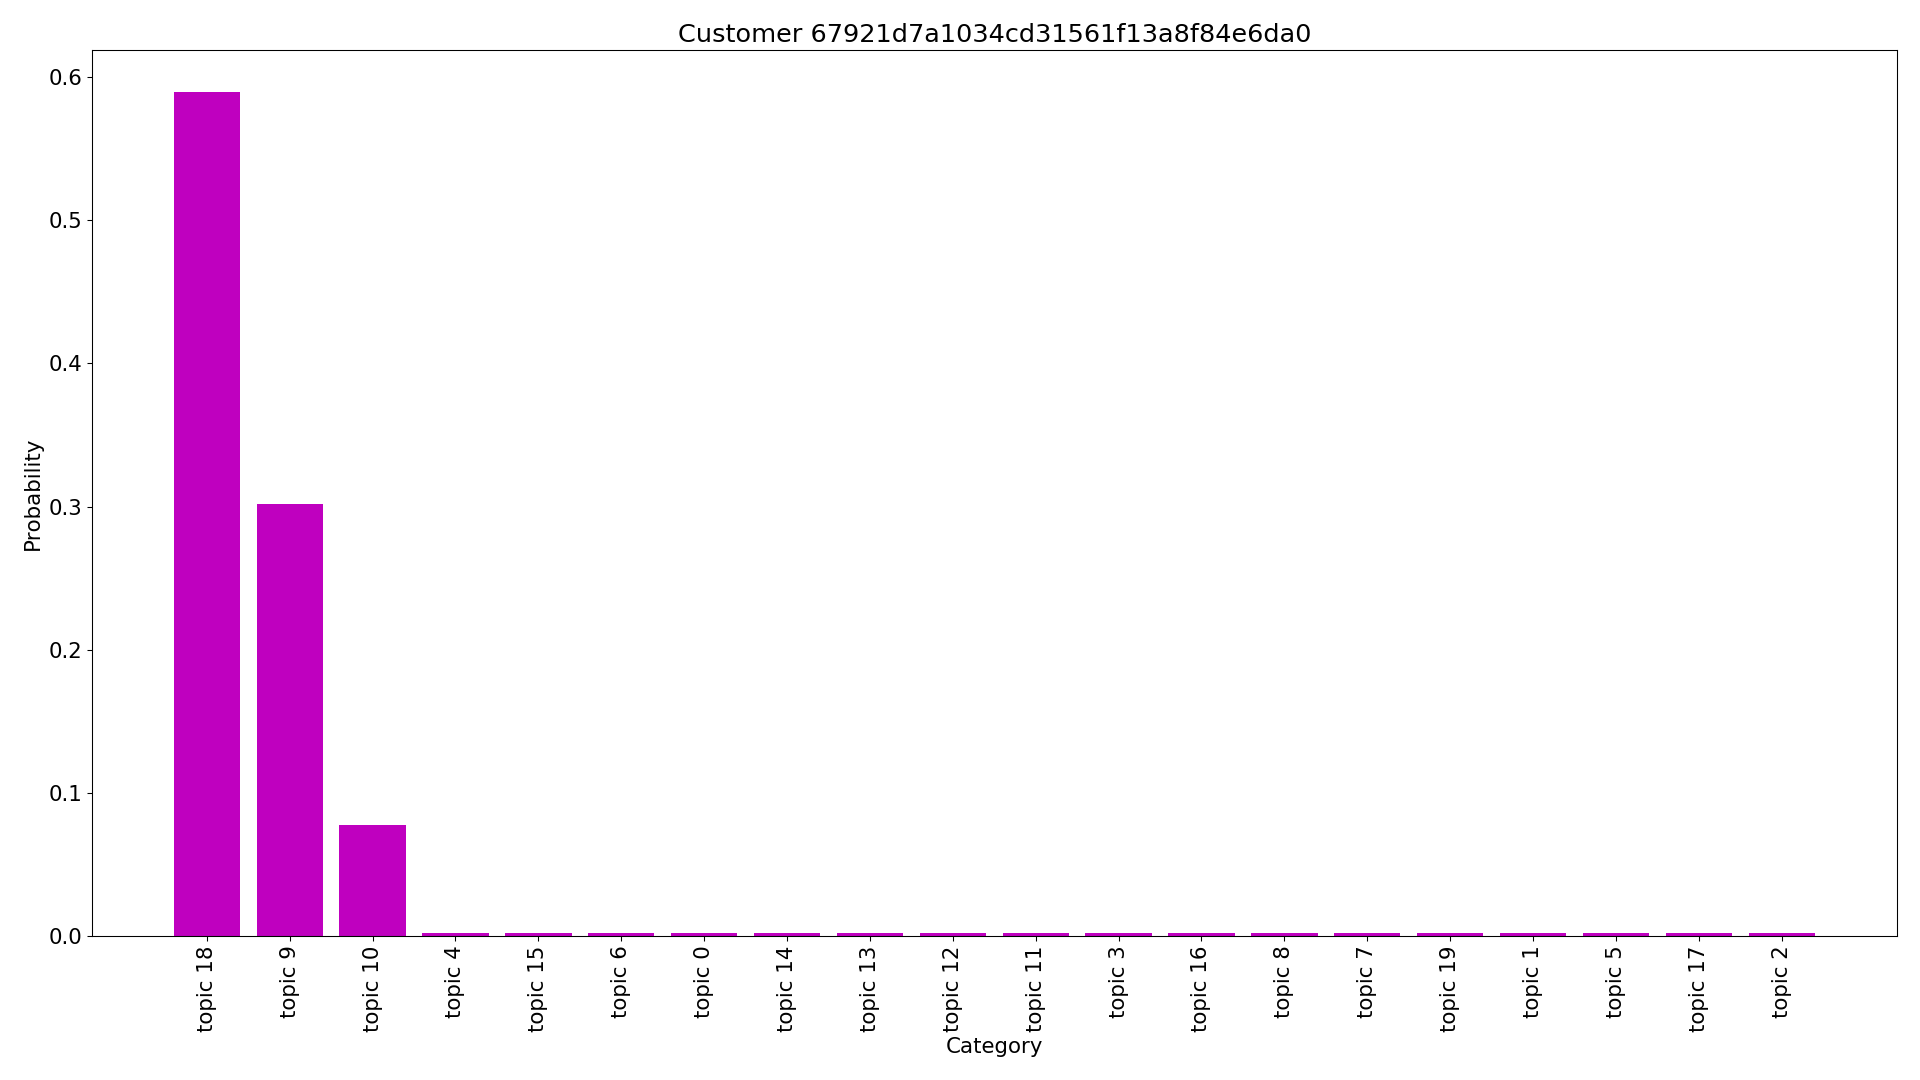 Customer 67921d7a1034cd31561f13a8f84e6da0
Probability
0.6
0.5
0.4
0.3
0.2
0.1
0.0
topic 18
topic 9
topic 10
topic 4
topic 15
topic 6
topic 0
topic 14
topic 13
topic 12
topic 11
topic 3
topic 16
topic 8
topic 7
topic 19
topic 1
topic 5
topic 17
topic 2
Category